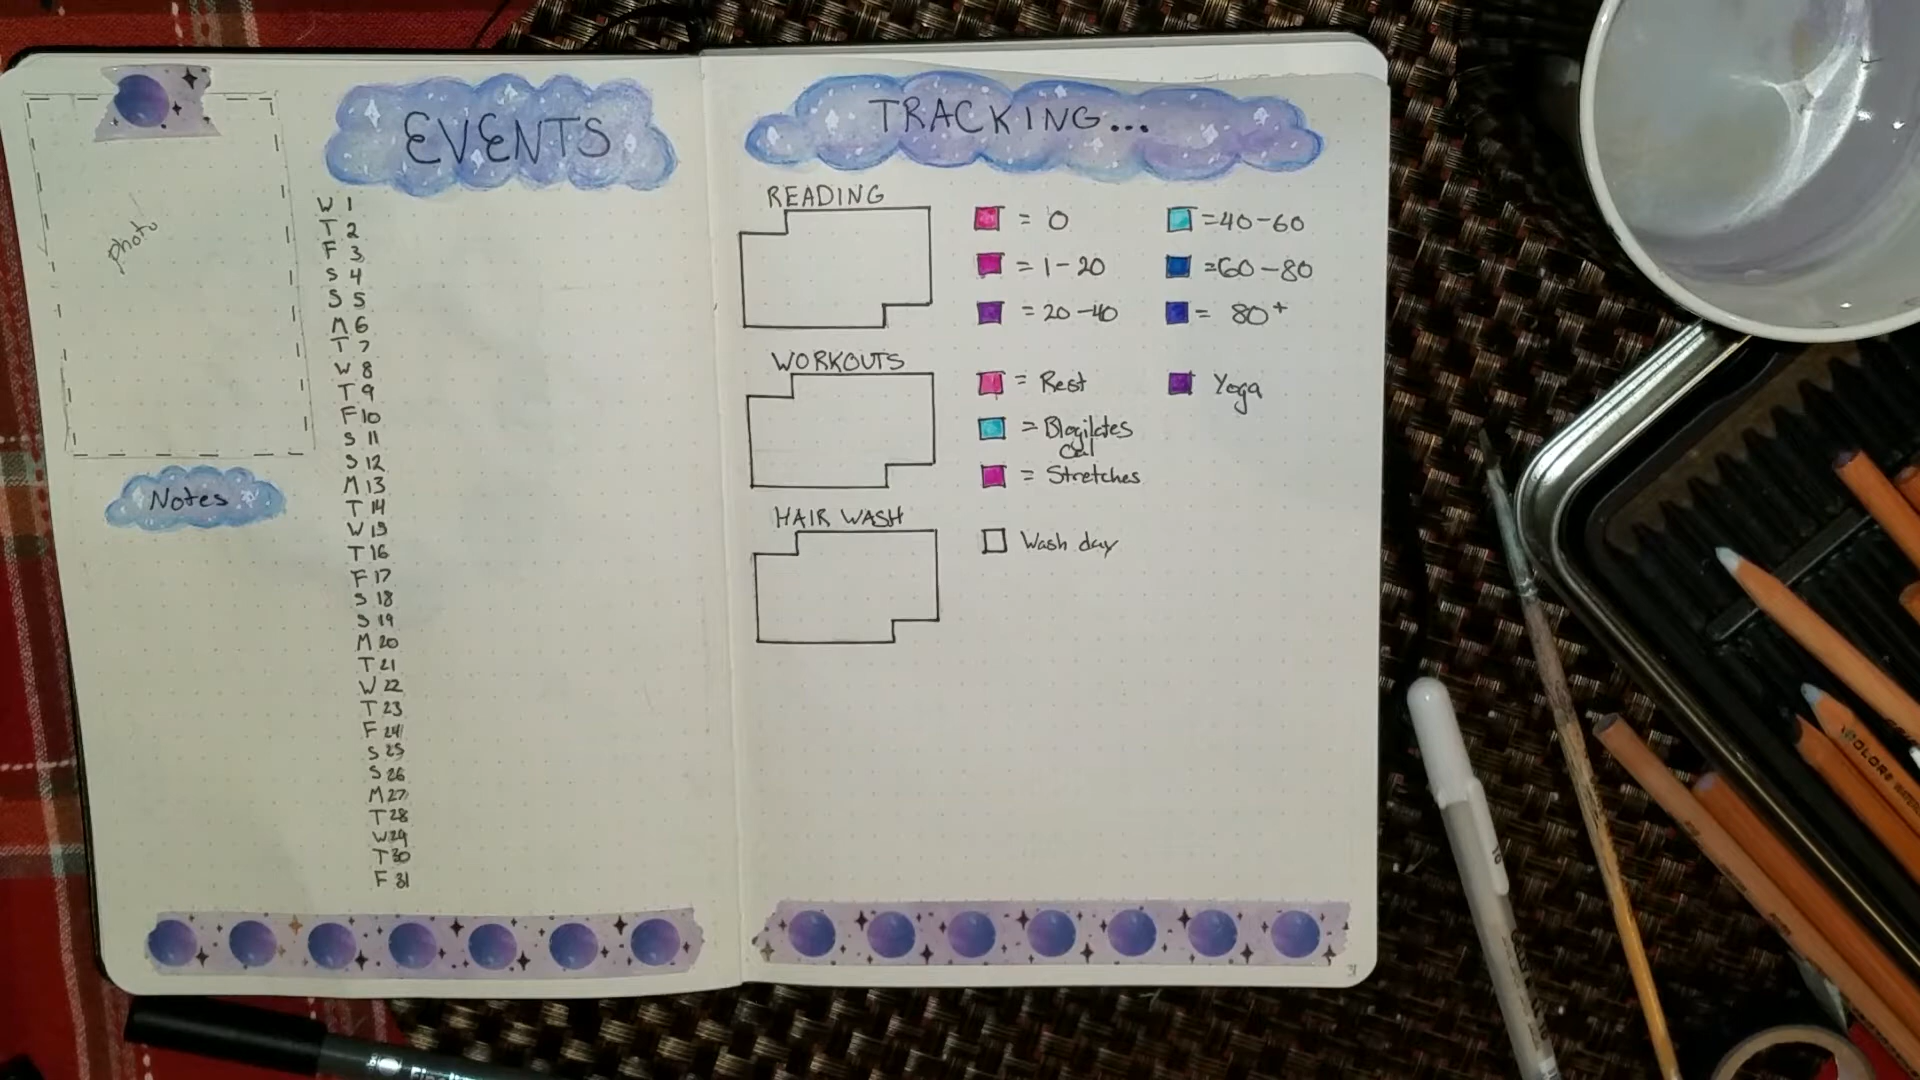 EVENTS
Photo
W 1
T 2
F 3
S 4
S 5
M 6
T 7
W 8
T 9
F 10
S 11
S 12
M 13
T 14
W 15
T 16
F 17
S 18
S 19
M 20
T 21
W 22
T 23
F 24
S 25
S 26
M 27
T 28
W 29
T 30
F 31
Notes
TRACKING...
READING
= 0
= 1-20
= 20-40
=40-60
=60-80
= 80+
WORKOUTS
= Rest
= Blogilates
cal
= Stretches
Yoga
HAIR WASH
Wash day
31
10